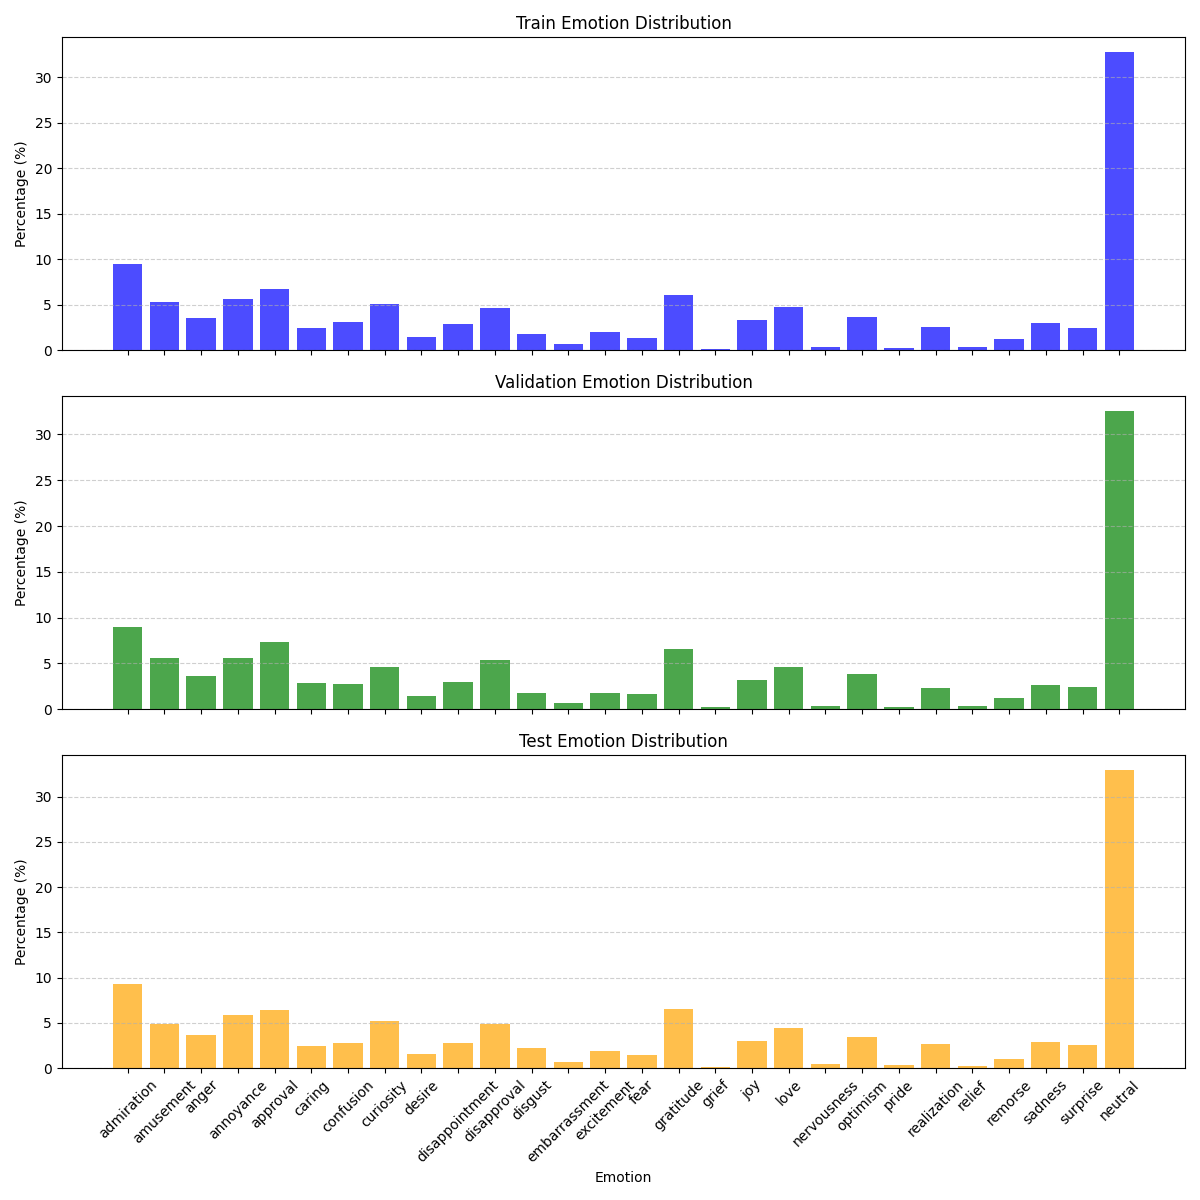 Train Emotion Distribution
Percentage (%)
30
25
20
15
10
5
0
Validation Emotion Distribution
Percentage (%)
30
25
20
15
10
5
0
Test Emotion Distribution
Percentage (%)
30
25
20
15
10
5
0
admiration
amusement
anger
annoyance
approval
caring
confusion
curiosity
desire
disappointment
disapproval
disgust
embarrassment
excitement
fear
gratitude
grief
joy
love
nervousness
optimism
pride
realization
relief
remorse
sadness
surprise
neutral
Emotion